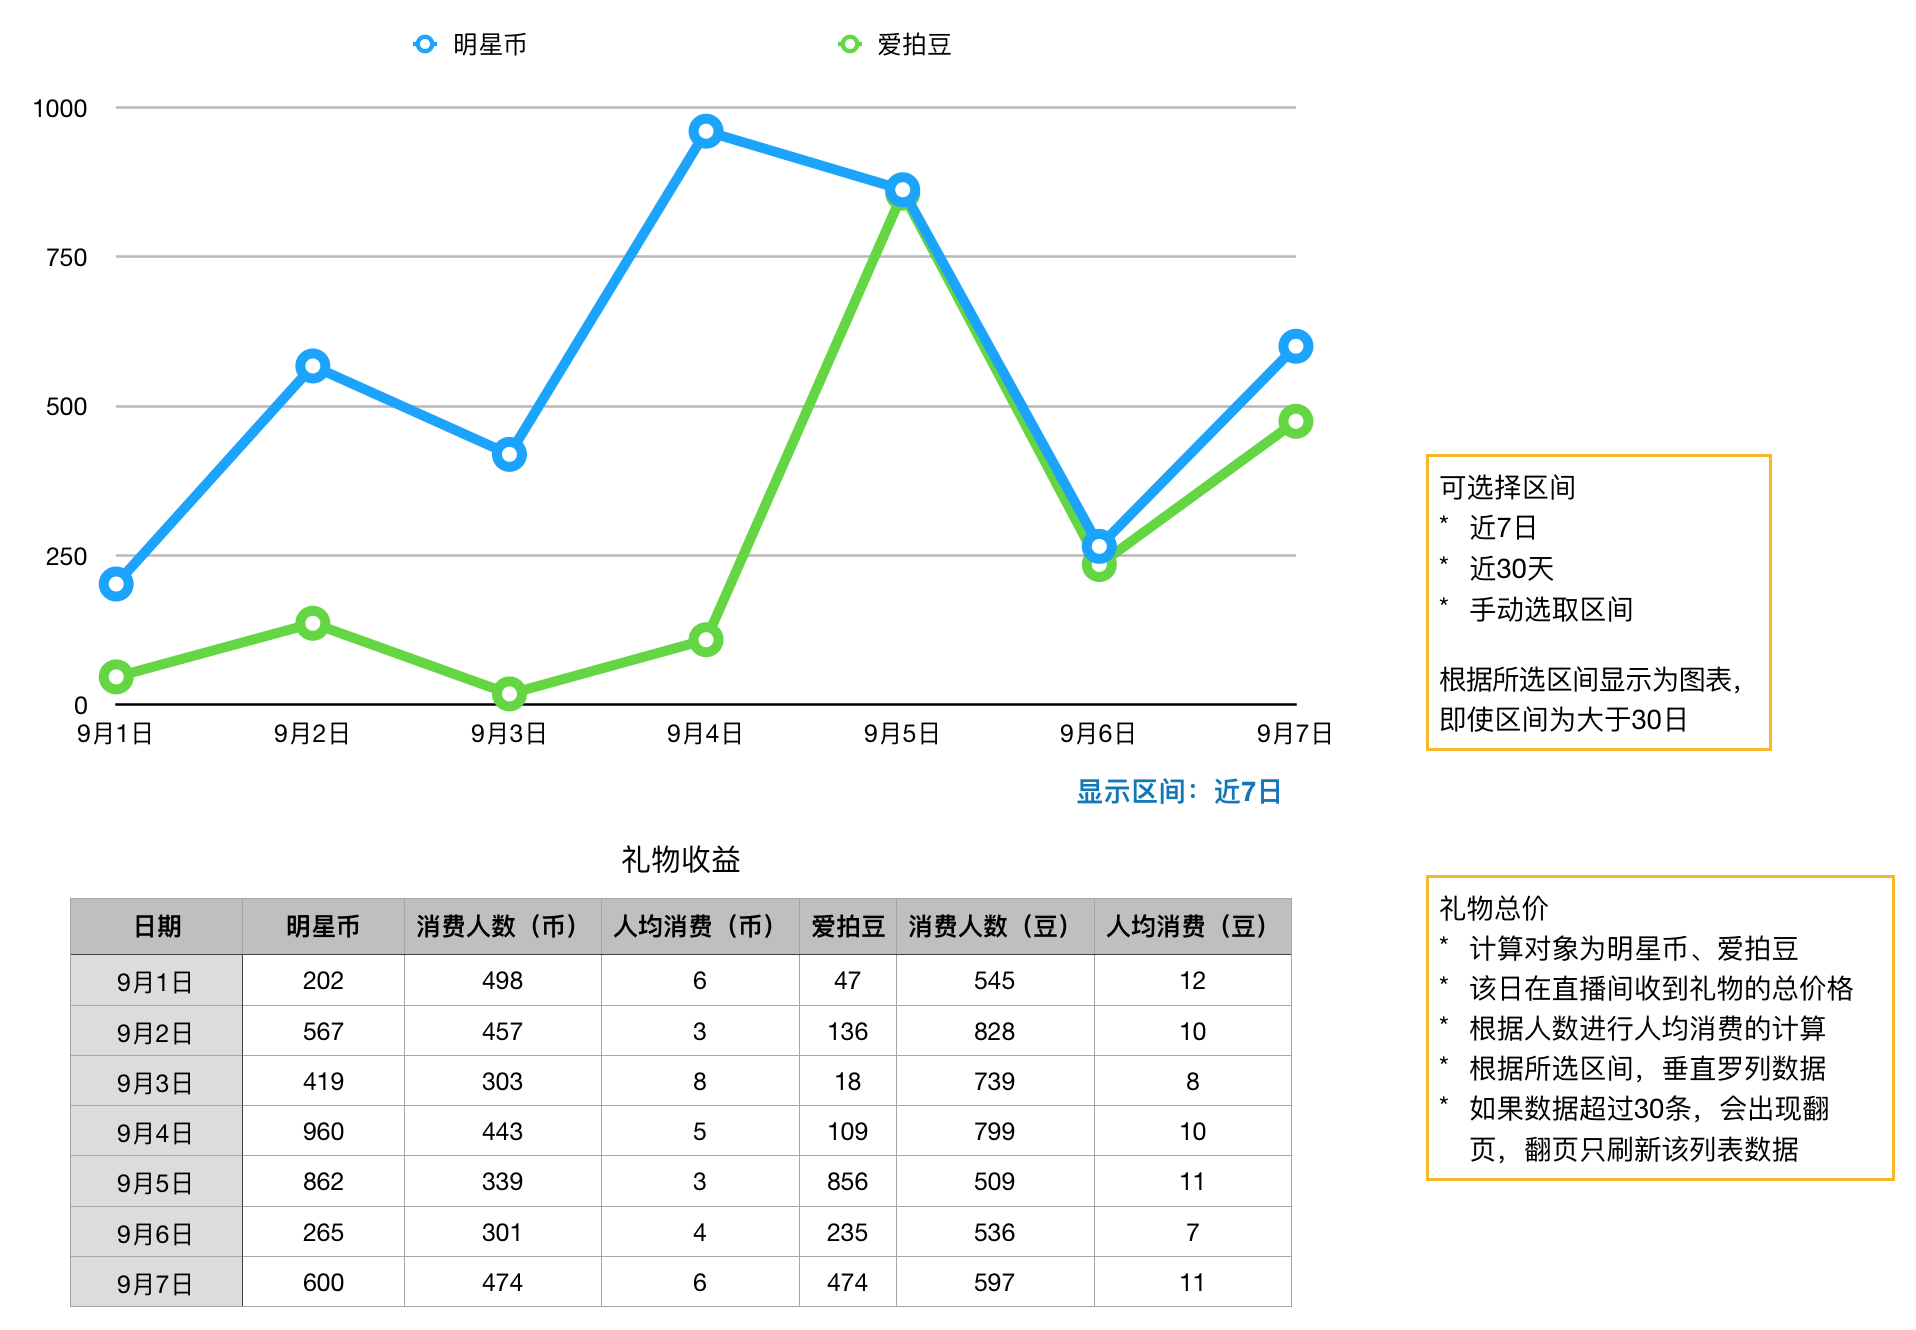 明星币 爱拍豆
1000
750
500
250
0
9月1日 9月2日 9月3日 9月4日 9月5日 9月6日 9月7日
显示区间：近7日
可选择区间
* 近7日
* 近30天
* 手动选取区间
根据所选区间显示为图表，
即使区间为大于30日
礼物收益
日期 明星币 消费人数（币） 人均消费（币） 爱拍豆 消费人数（豆） 人均消费（豆）
9月1日 202 498 6 47 545 12
9月2日 567 457 3 136 828 10
9月3日 419 303 8 18 739 8
9月4日 960 443 5 109 799 10
9月5日 862 339 3 856 509 11
9月6日 265 301 4 235 536 7
9月7日 600 474 6 474 597 11
礼物总价
* 计算对象为明星币、爱拍豆
* 该日在直播间收到礼物的总价格
* 根据人数进行人均消费的计算
* 根据所选区间，垂直罗列数据
* 如果数据超过30条，会出现翻
页，翻页只刷新该列表数据